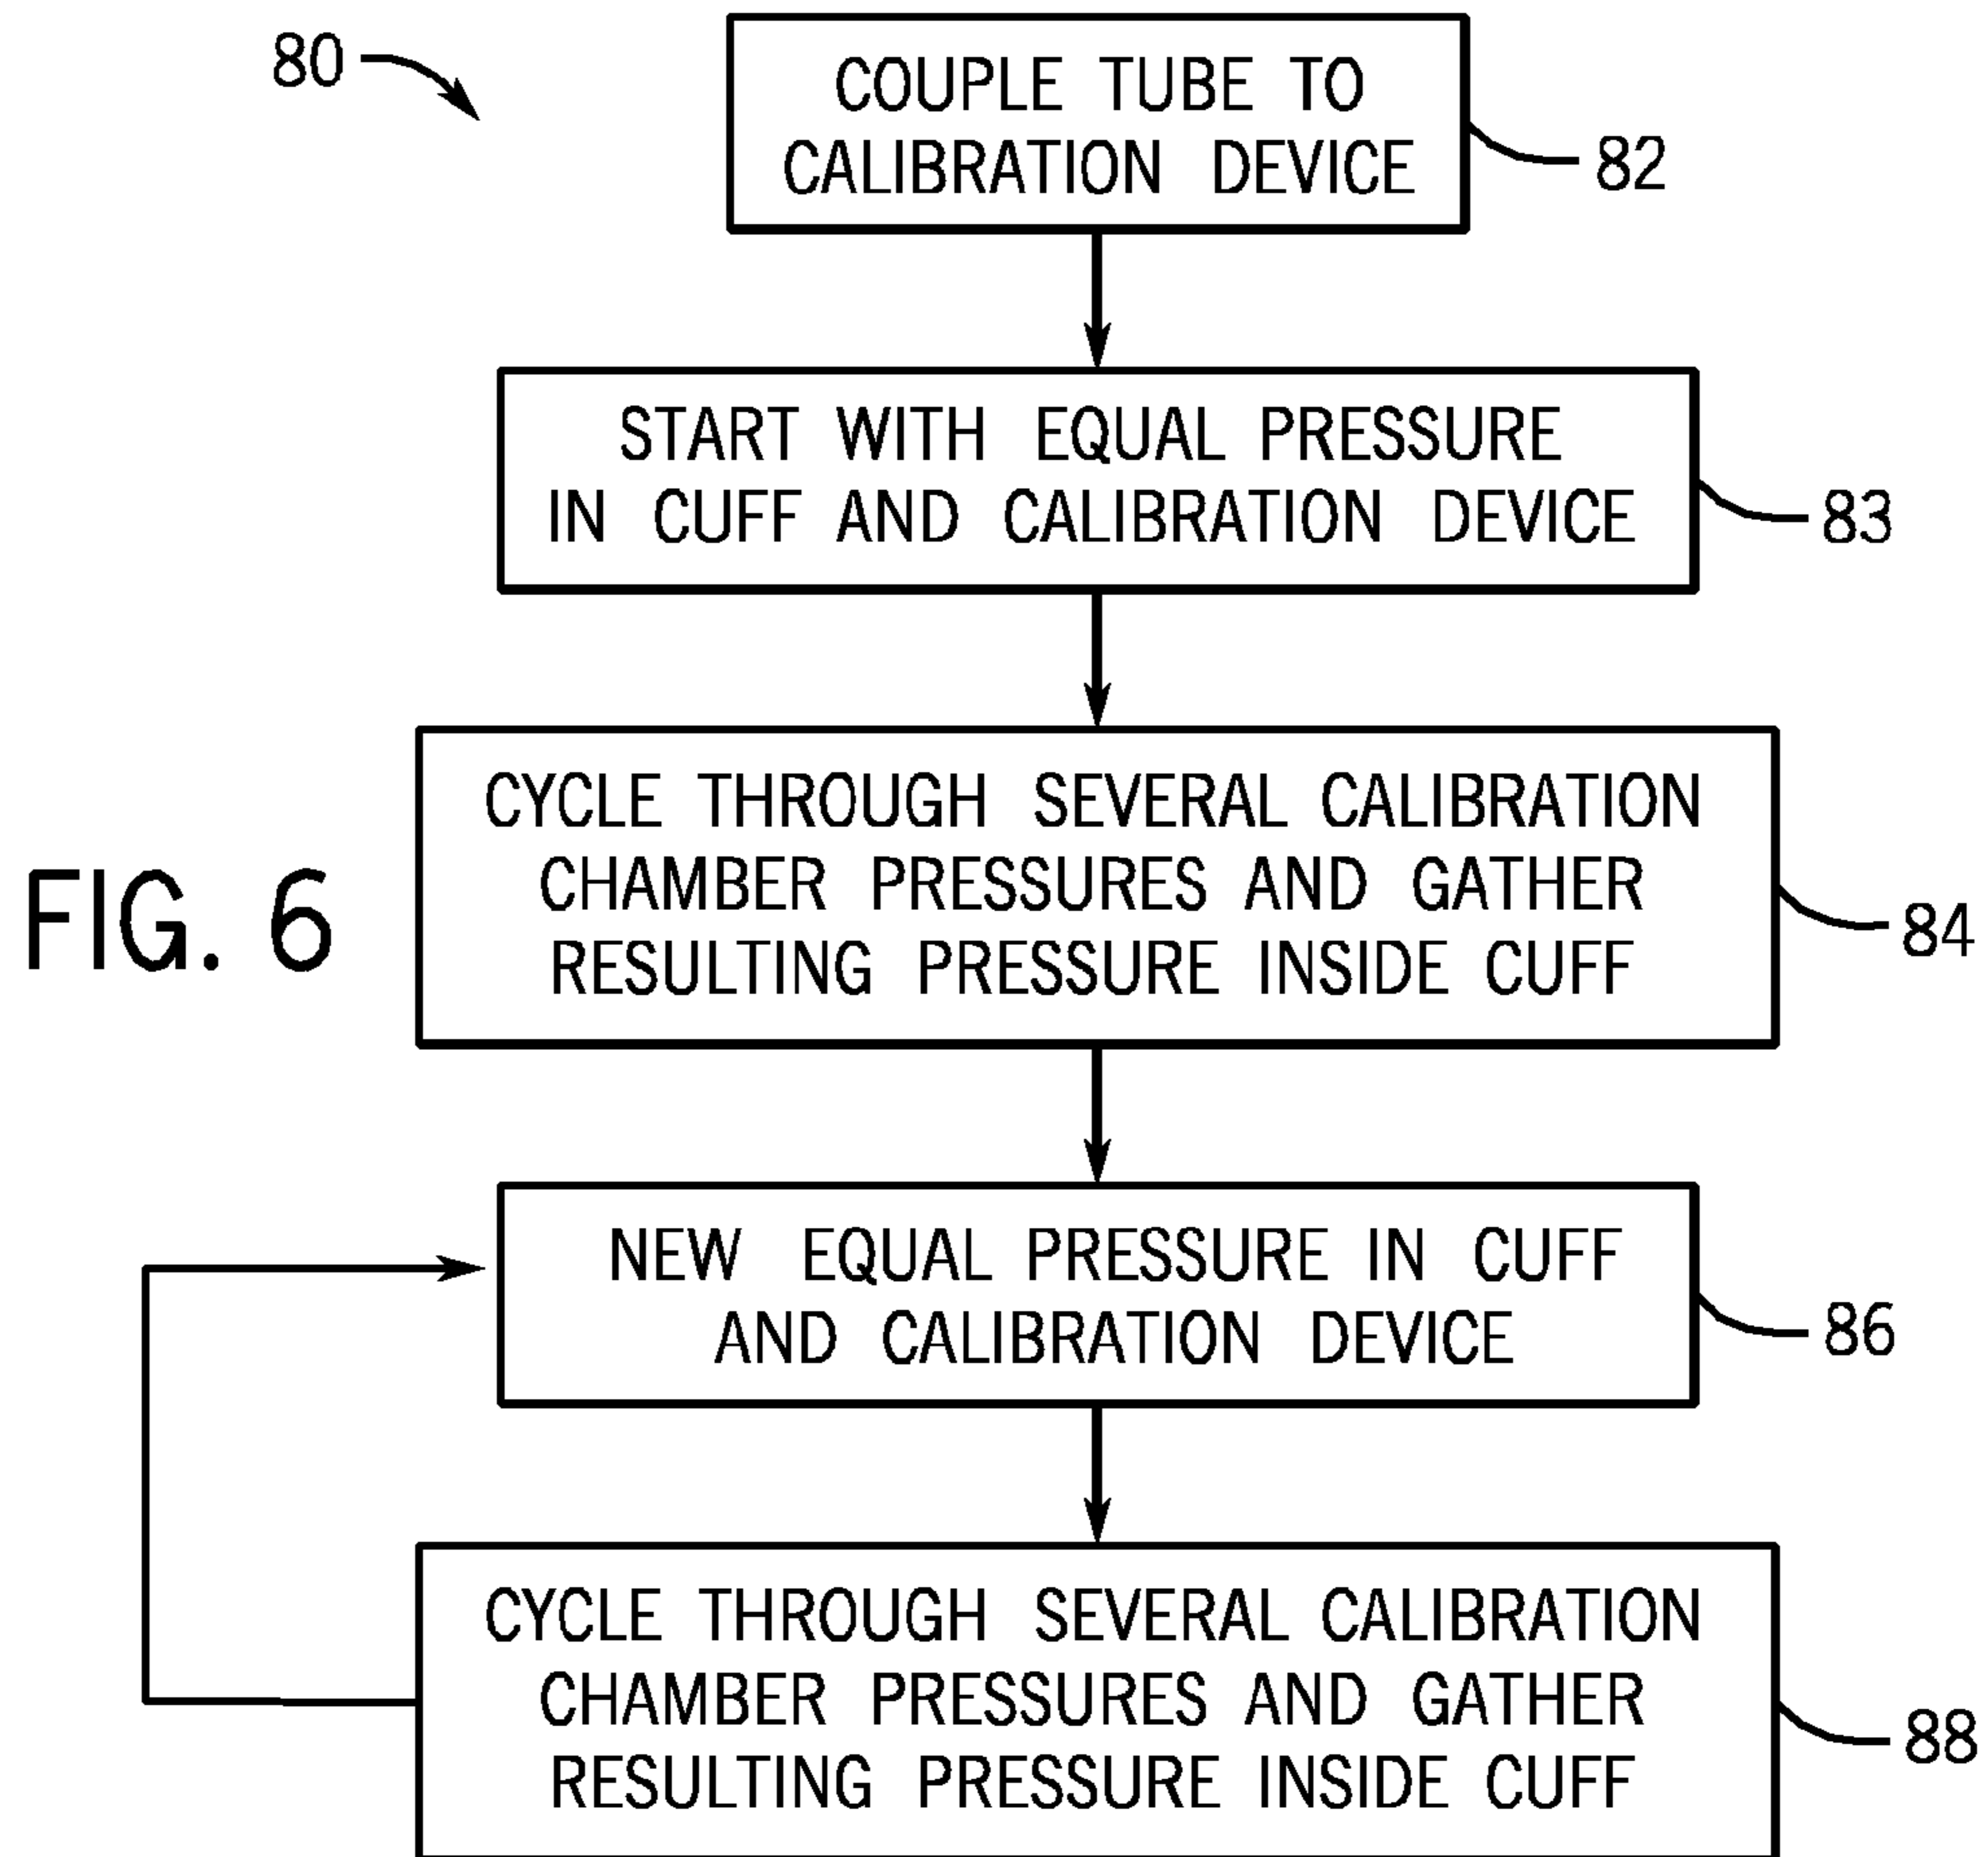 80
COUPLE TUBE TO
CALIBRATION DEVICE
82
START WITH EQUAL PRESSURE
IN CUFF AND CALIBRATION DEVICE
83
CYCLE THROUGH SEVERAL CALIBRATION
CHAMBER PRESSURES AND GATHER
RESULTING PRESSURE INSIDE CUFF
84
FIG. 6
NEW EQUAL PRESSURE IN CUFF
AND CALIBRATION DEVICE
86
CYCLE THROUGH SEVERAL CALIBRATION
CHAMBER PRESSURES AND GATHER
RESULTING PRESSURE INSIDE CUFF
88